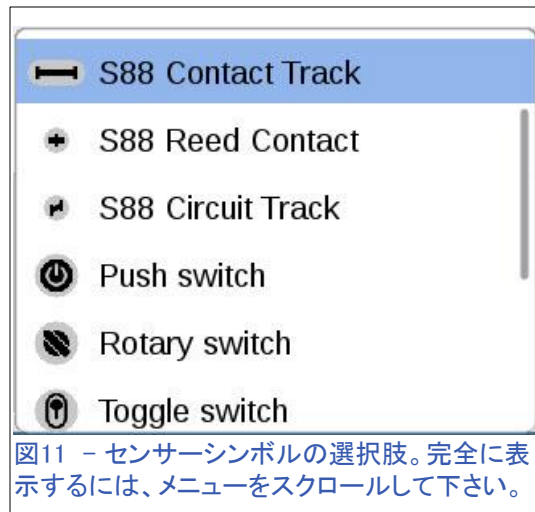 S88 Contact Track
S88 Reed Contact
S88 Circuit Track
Push switch
Rotary switch
Toggle switch
図11 – センサーシンボルの選択肢。完全に表
示するには、メニューをスクロールして下さい。